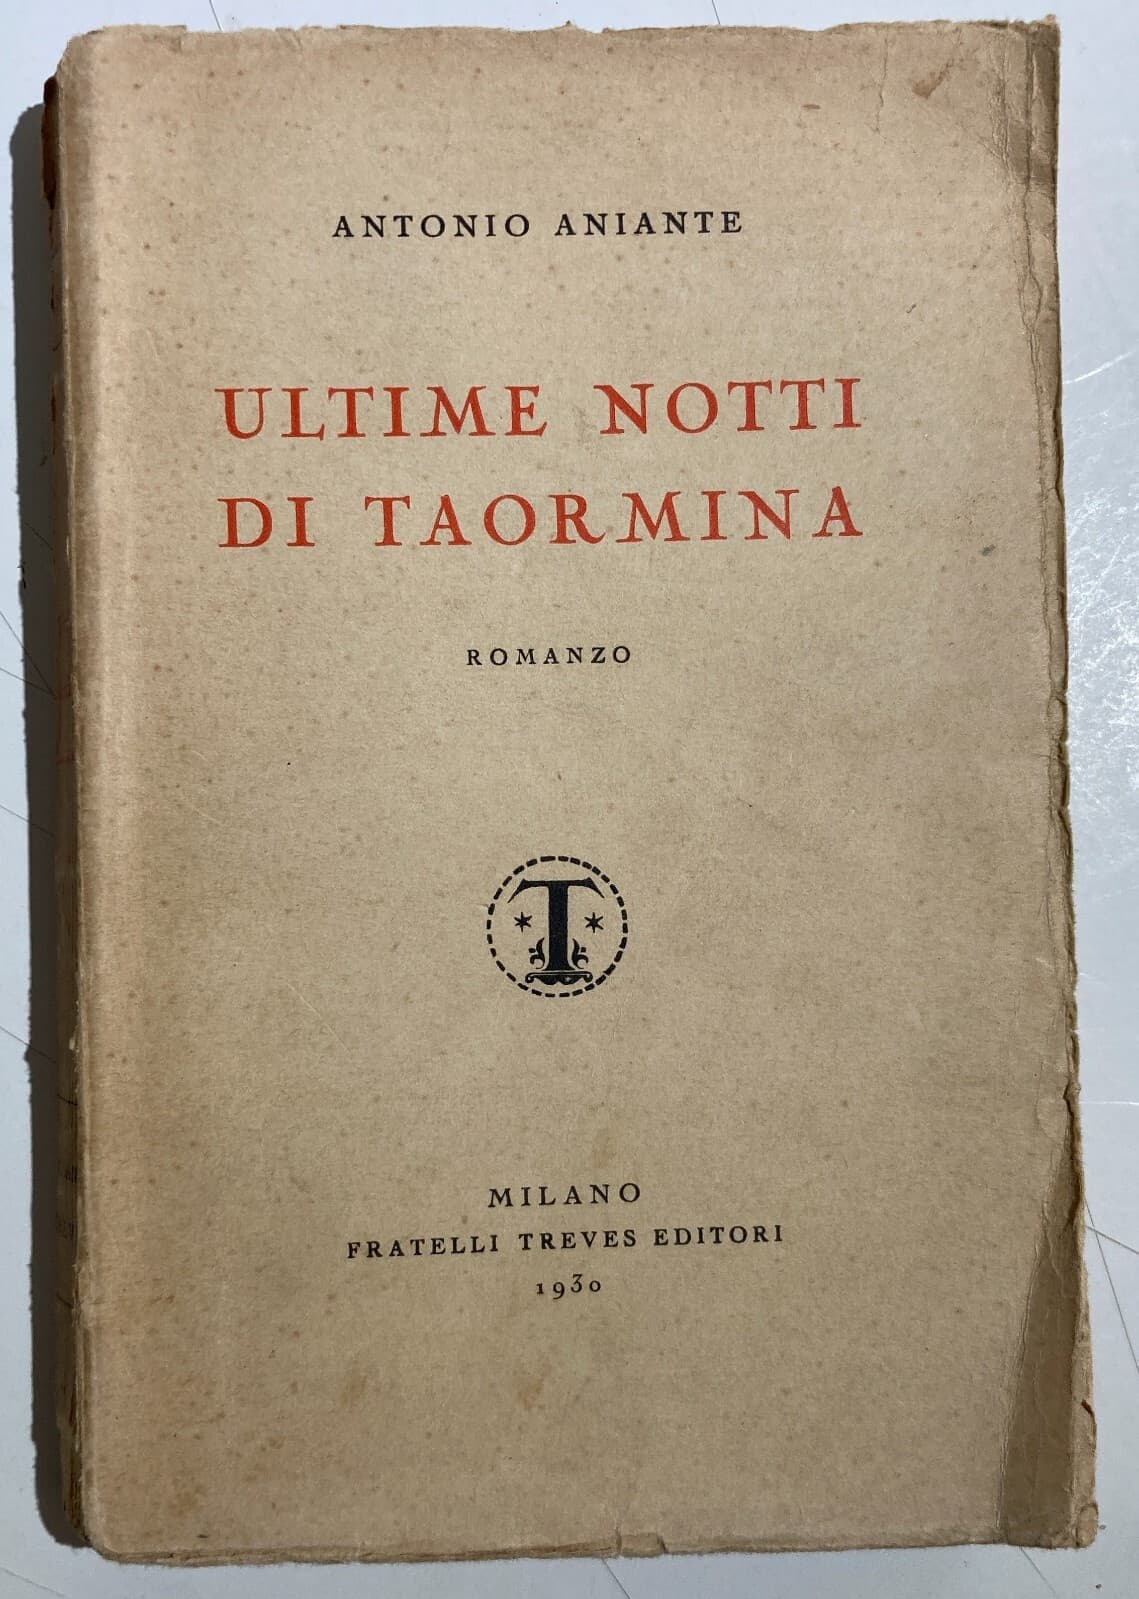 ANTONIO ANIANTE
ULTIME NOTTI
DI TAORMINA
ROMANZO
T
MILANO
FRATELLI TREVES EDITORI
1930